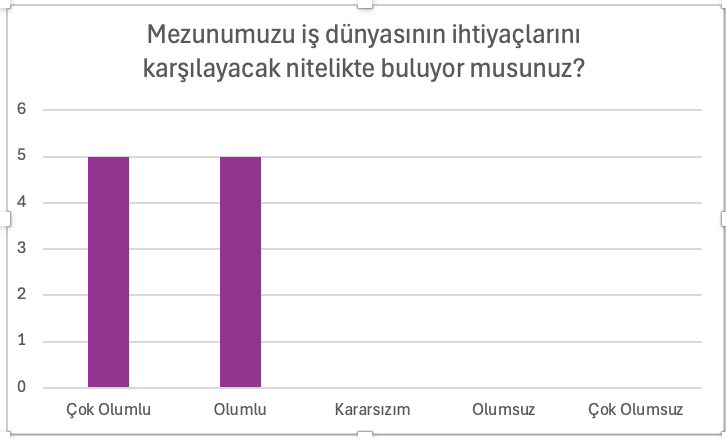 Mezunumuzu iş dünyasının ihtiyaçlarını
karşılayacak nitelikte buluyor musunuz?
6
5
4
3
2
1
0
Çok Olumlu
Olumlu
Kararsızım
Olumsuz
Çok Olumsuz